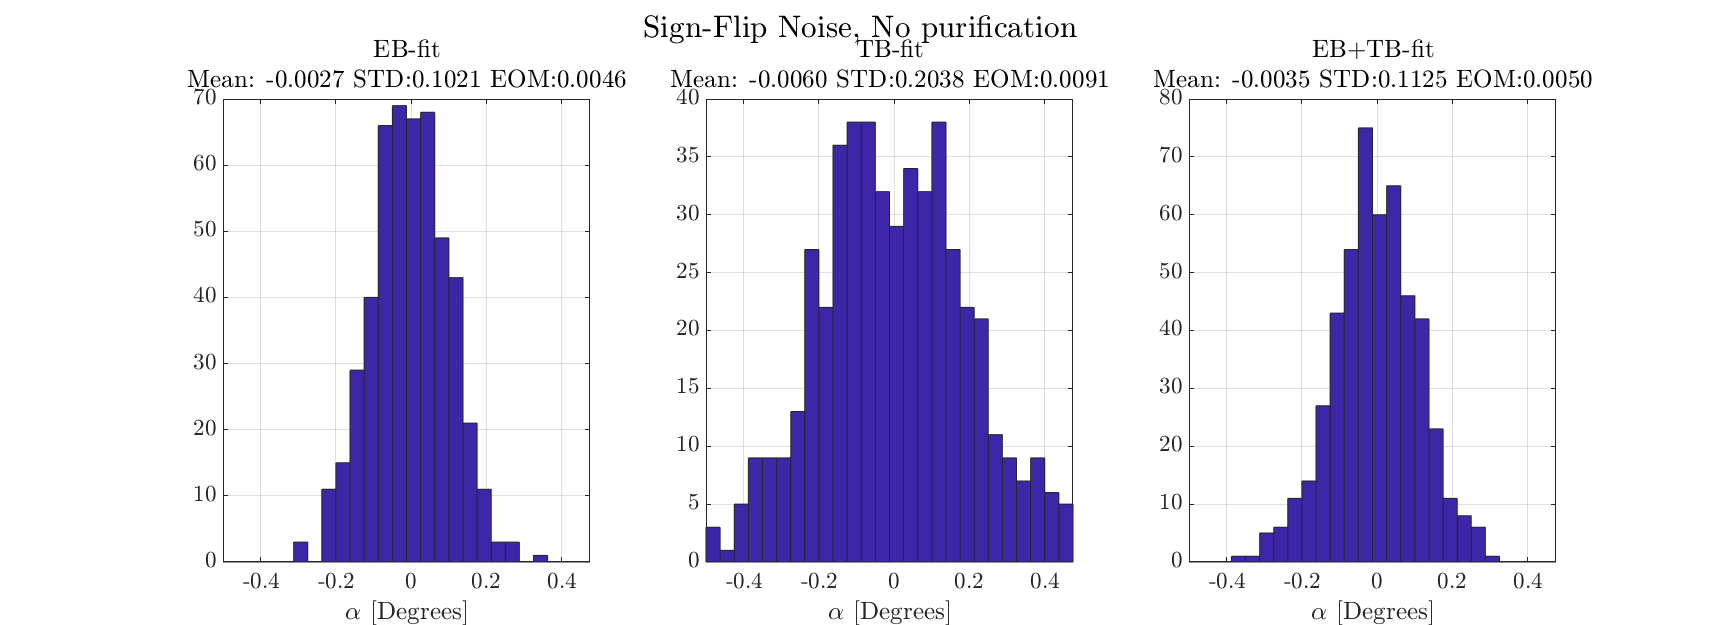 Sign-Flip Noise, No purification
EB-fit
Mean: -0.0027 STD:0.1021 EOM:0.0046
70
60
50
40
30
20
10
0
-0.4 -0.2 0 0.2 0.4
α [Degrees]
TB-fit
Mean: -0.0060 STD:0.2038 EOM:0.0091
40
35
30
25
20
15
10
5
0
-0.4 -0.2 0 0.2 0.4
α [Degrees]
EB+TB-fit
Mean: -0.0035 STD:0.1125 EOM:0.0050
80
70
60
50
40
30
20
10
0
-0.4 -0.2 0 0.2 0.4
α [Degrees]